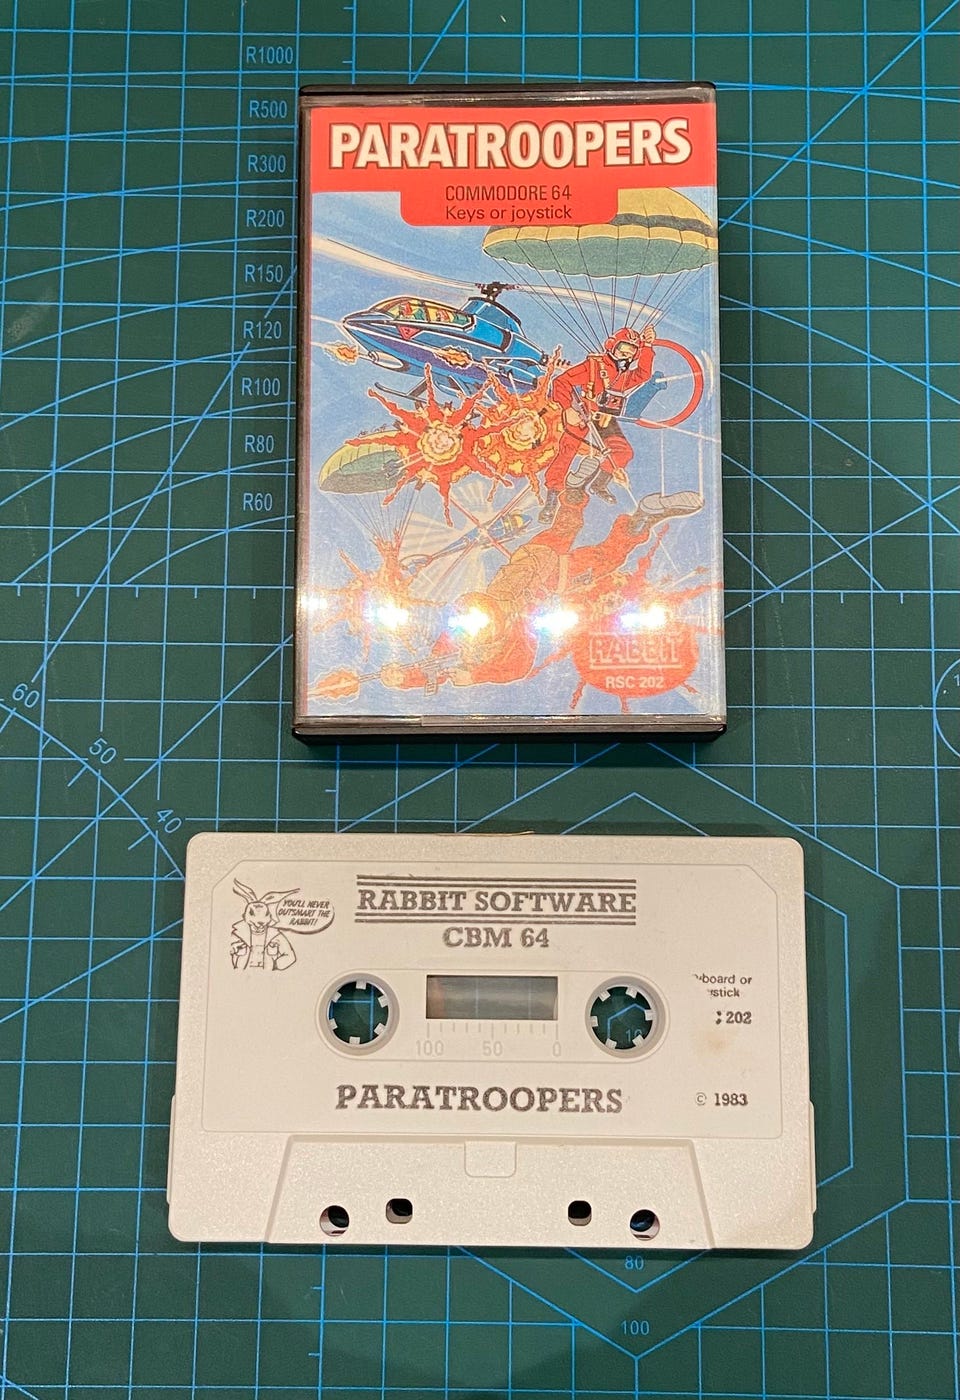 R1000
R500
R300
R200
R150
R120
R100
R80
R60
PARATROOPERS
COMMODORE 64
Keys or joystick
RABBIT
RSC 202
60
50
40
YOU'LL NEVER
OUTSMART THE
RABBIT!
RABBIT SOFTWARE
CBM 64
or
202
100 50 0
PARATROOPERS
© 1983
80
100